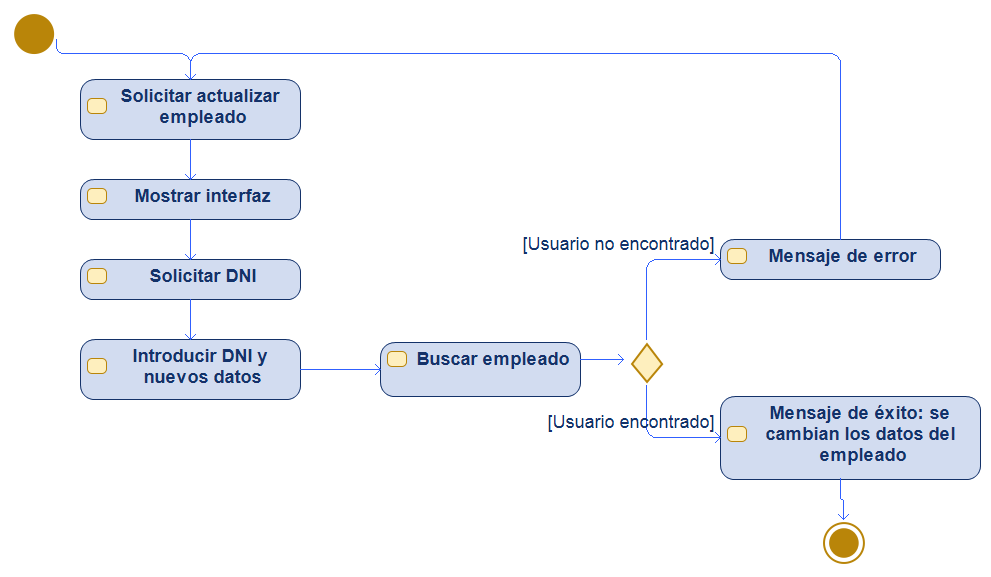 Solicitar actualizar
empleado
Mostrar interfaz
Solicitar DNI
Introducir DNI y
nuevos datos
Buscar empleado
[Usuario no encontrado]
Mensaje de error
[Usuario encontrado]
Mensaje de éxito: se
cambian los datos del
empleado